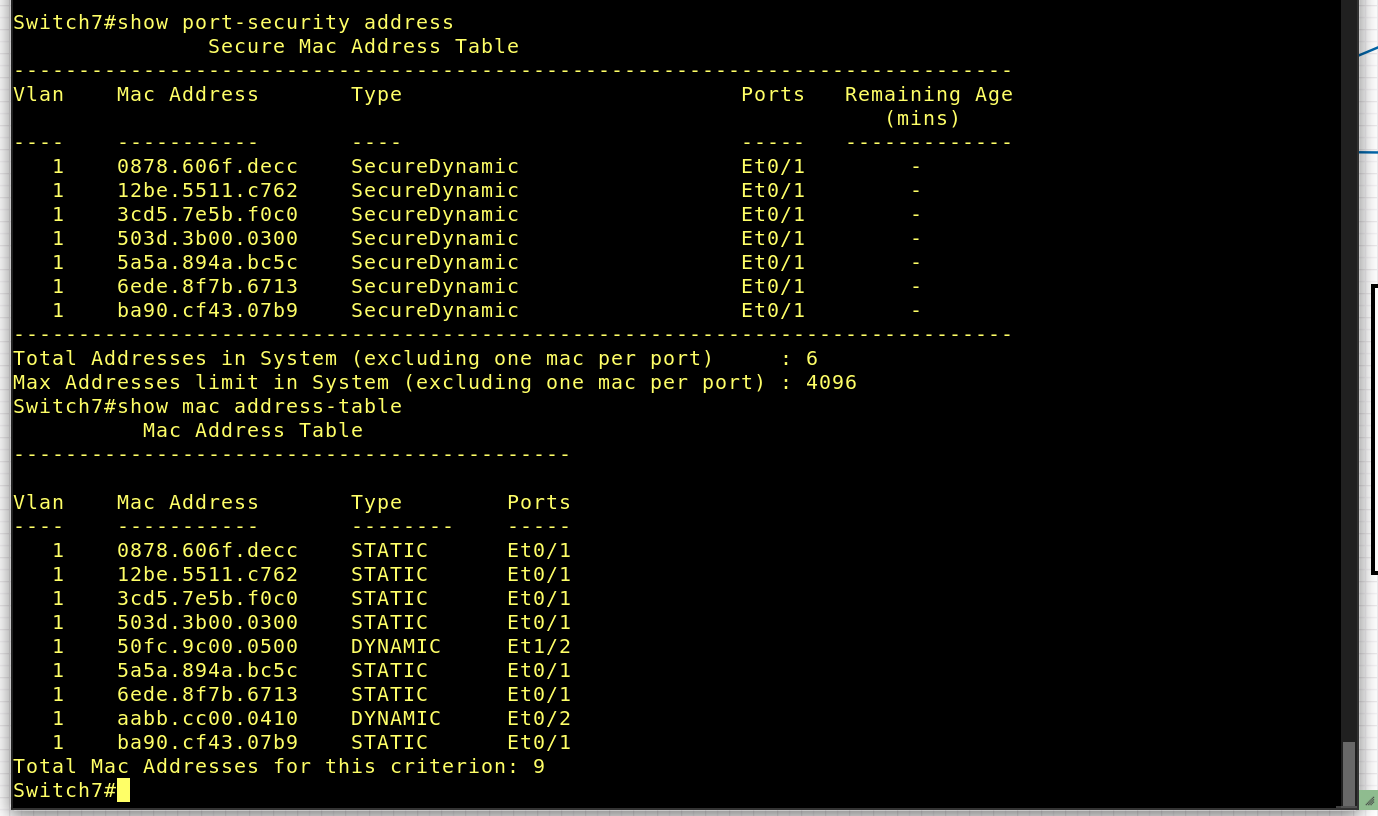 Switch7#show port-security address
               Secure Mac Address Table
-----------------------------------------------------------------------------
Vlan    Mac Address       Type                          Ports   Remaining Age
                                                                   (mins)
----    -----------       ----                          -----   -------------
   1    0878.606f.decc    SecureDynamic                 Et0/1        -
   1    12be.5511.c762    SecureDynamic                 Et0/1        -
   1    3cd5.7e5b.f0c0    SecureDynamic                 Et0/1        -
   1    503d.3b00.0300    SecureDynamic                 Et0/1        -
   1    5a5a.894a.bc5c    SecureDynamic                 Et0/1        -
   1    6ede.8f7b.6713    SecureDynamic                 Et0/1        -
   1    ba90.cf43.07b9    SecureDynamic                 Et0/1        -
-----------------------------------------------------------------------------
Total Addresses in System (excluding one mac per port)     : 6
Max Addresses limit in System (excluding one mac per port) : 4096
Switch7#show mac address-table
          Mac Address Table
-------------------------------------------

Vlan    Mac Address       Type        Ports
----    -----------       --------    -----
   1    0878.606f.decc    STATIC      Et0/1
   1    12be.5511.c762    STATIC      Et0/1
   1    3cd5.7e5b.f0c0    STATIC      Et0/1
   1    503d.3b00.0300    STATIC      Et0/1
   1    50fc.9c00.0500    DYNAMIC     Et1/2
   1    5a5a.894a.bc5c    STATIC      Et0/1
   1    6ede.8f7b.6713    STATIC      Et0/1
   1    aabb.cc00.0410    DYNAMIC     Et0/2
   1    ba90.cf43.07b9    STATIC      Et0/1
Total Mac Addresses for this criterion: 9
Switch7#